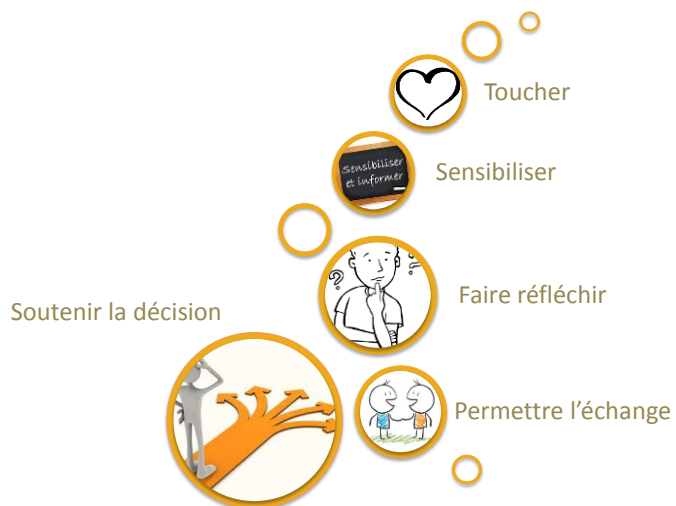 Toucher
Sensibiliser
et informer
Sensibiliser
Faire réfléchir
? ?
Soutenir la décision
Permettre l’échange